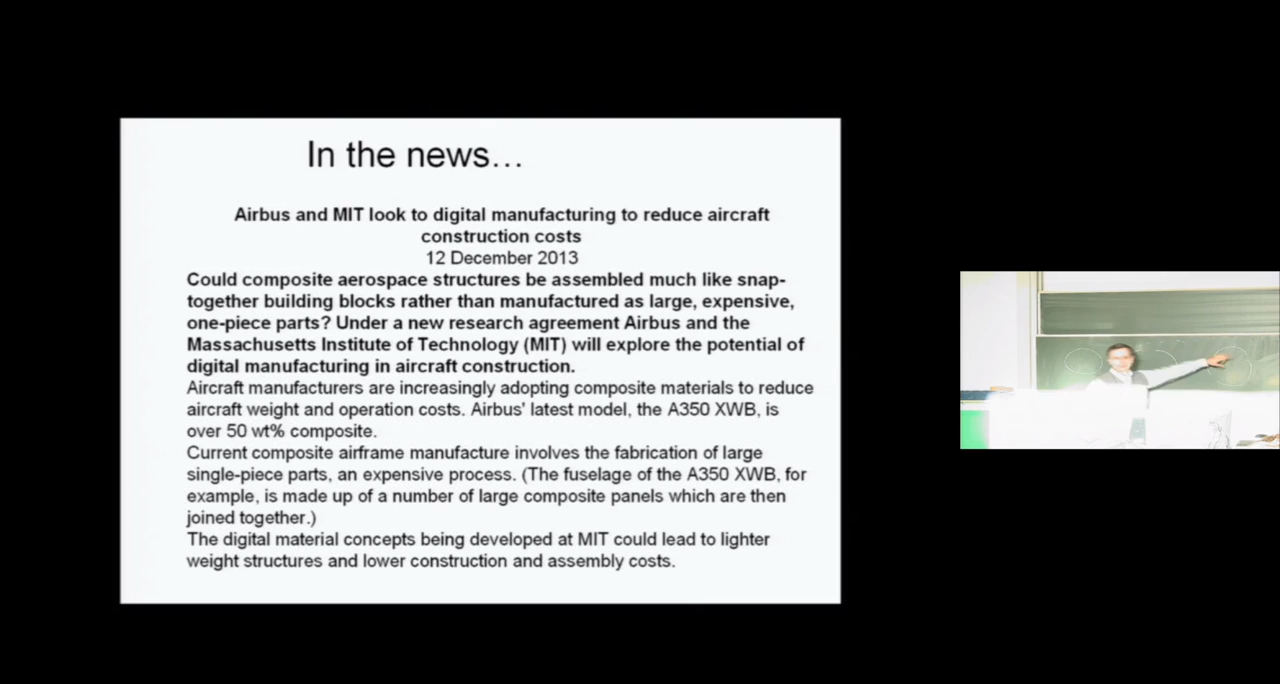 In the news…
Airbus and MIT look to digital manufacturing to reduce aircraft
construction costs
12 December 2013
Could composite aerospace structures be assembled much like snap-
together building blocks rather than manufactured as large, expensive,
one-piece parts? Under a new research agreement Airbus and the
Massachusetts Institute of Technology (MIT) will explore the potential of
digital manufacturing in aircraft construction.
Aircraft manufacturers are increasingly adopting composite materials to reduce
aircraft weight and operation costs. Airbus' latest model, the A350 XWB, is
over 50 wt% composite.
Current composite airframe manufacture involves the fabrication of large
single-piece parts, an expensive process. (The fuselage of the A350 XWB, for
example, is made up of a number of large composite panels which are then
joined together.)
The digital material concepts being developed at MIT could lead to lighter
weight structures and lower construction and assembly costs.